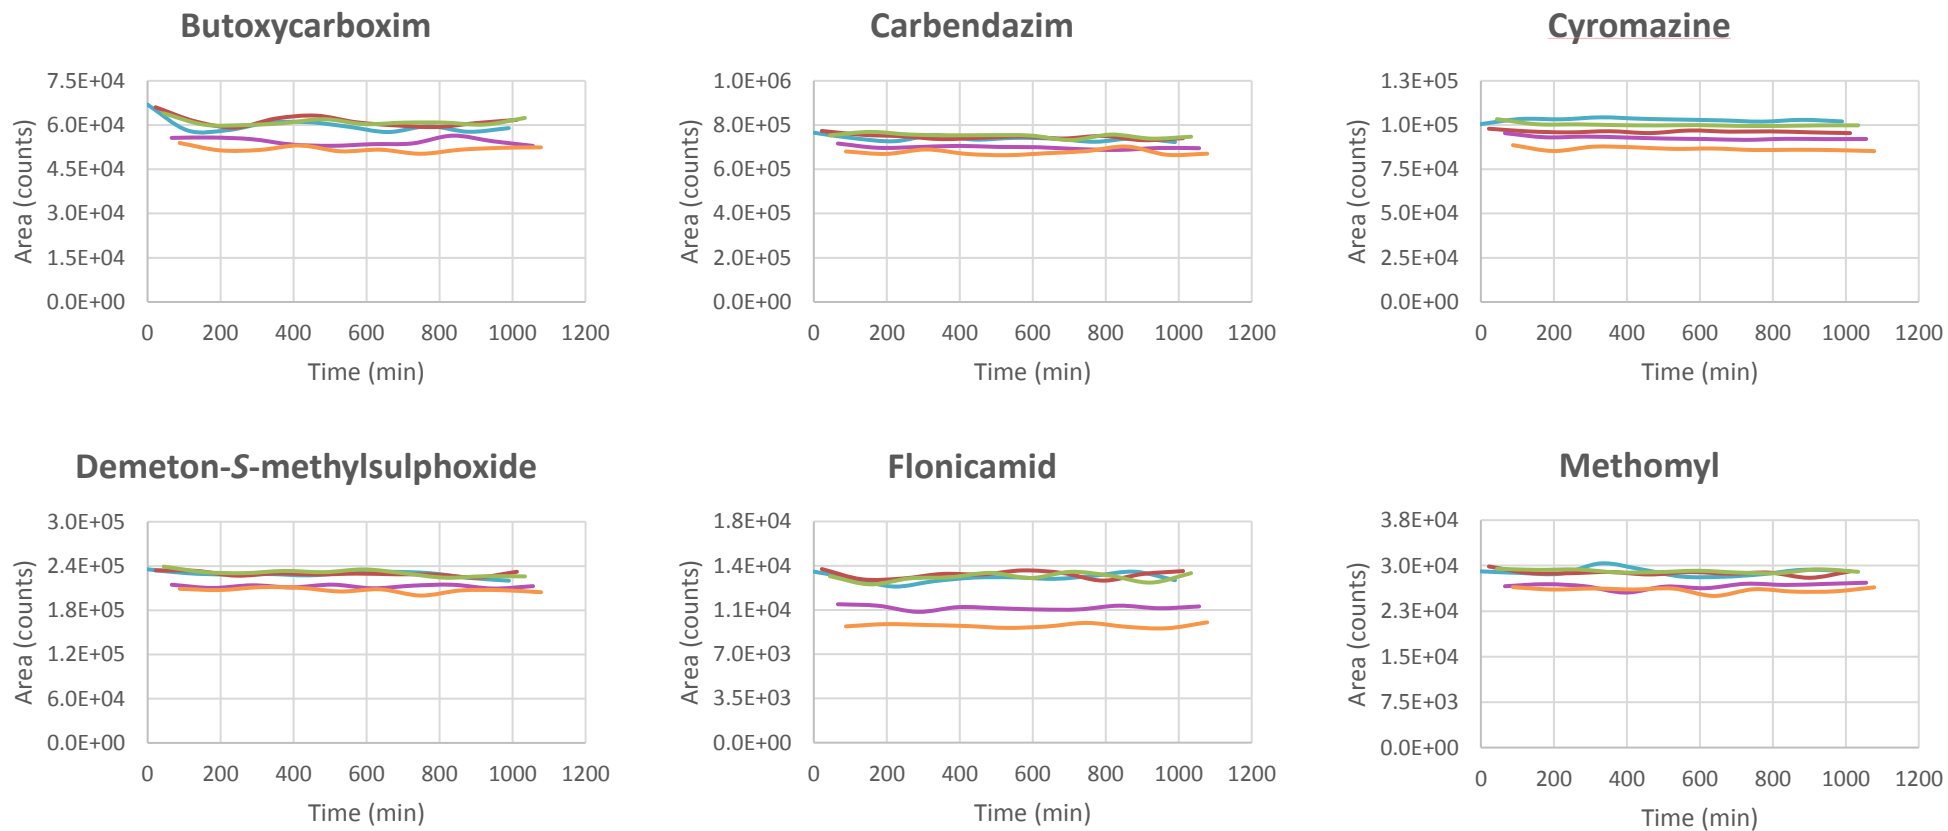 Butoxycarboxim
7.5E+04
6.0E+04
4.5E+04
3.0E+04
1.5E+04
0.0E+00
Area (counts)
0 200 400 600 800 1000 1200
Time (min)
Carbendazim
1.0E+06
8.0E+05
6.0E+05
4.0E+05
2.0E+05
0.0E+00
Area (counts)
0 200 400 600 800 1000 1200
Time (min)
Cyromazine
1.3E+05
1.0E+05
7.5E+04
5.0E+04
2.5E+04
0.0E+00
Area (counts)
0 200 400 600 800 1000 1200
Time (min)
Demeton-S-methylsulphoxide
3.0E+05
2.4E+05
1.8E+05
1.2E+05
6.0E+04
0.0E+00
Area (counts)
0 200 400 600 800 1000 1200
Time (min)
Flonicamid
1.8E+04
1.4E+04
1.1E+04
7.0E+03
3.5E+03
0.0E+00
Area (counts)
0 200 400 600 800 1000 1200
Time (min)
Methomyl
3.8E+04
3.0E+04
2.3E+04
1.5E+04
7.5E+03
0.0E+00
Area (counts)
0 200 400 600 800 1000 1200
Time (min)